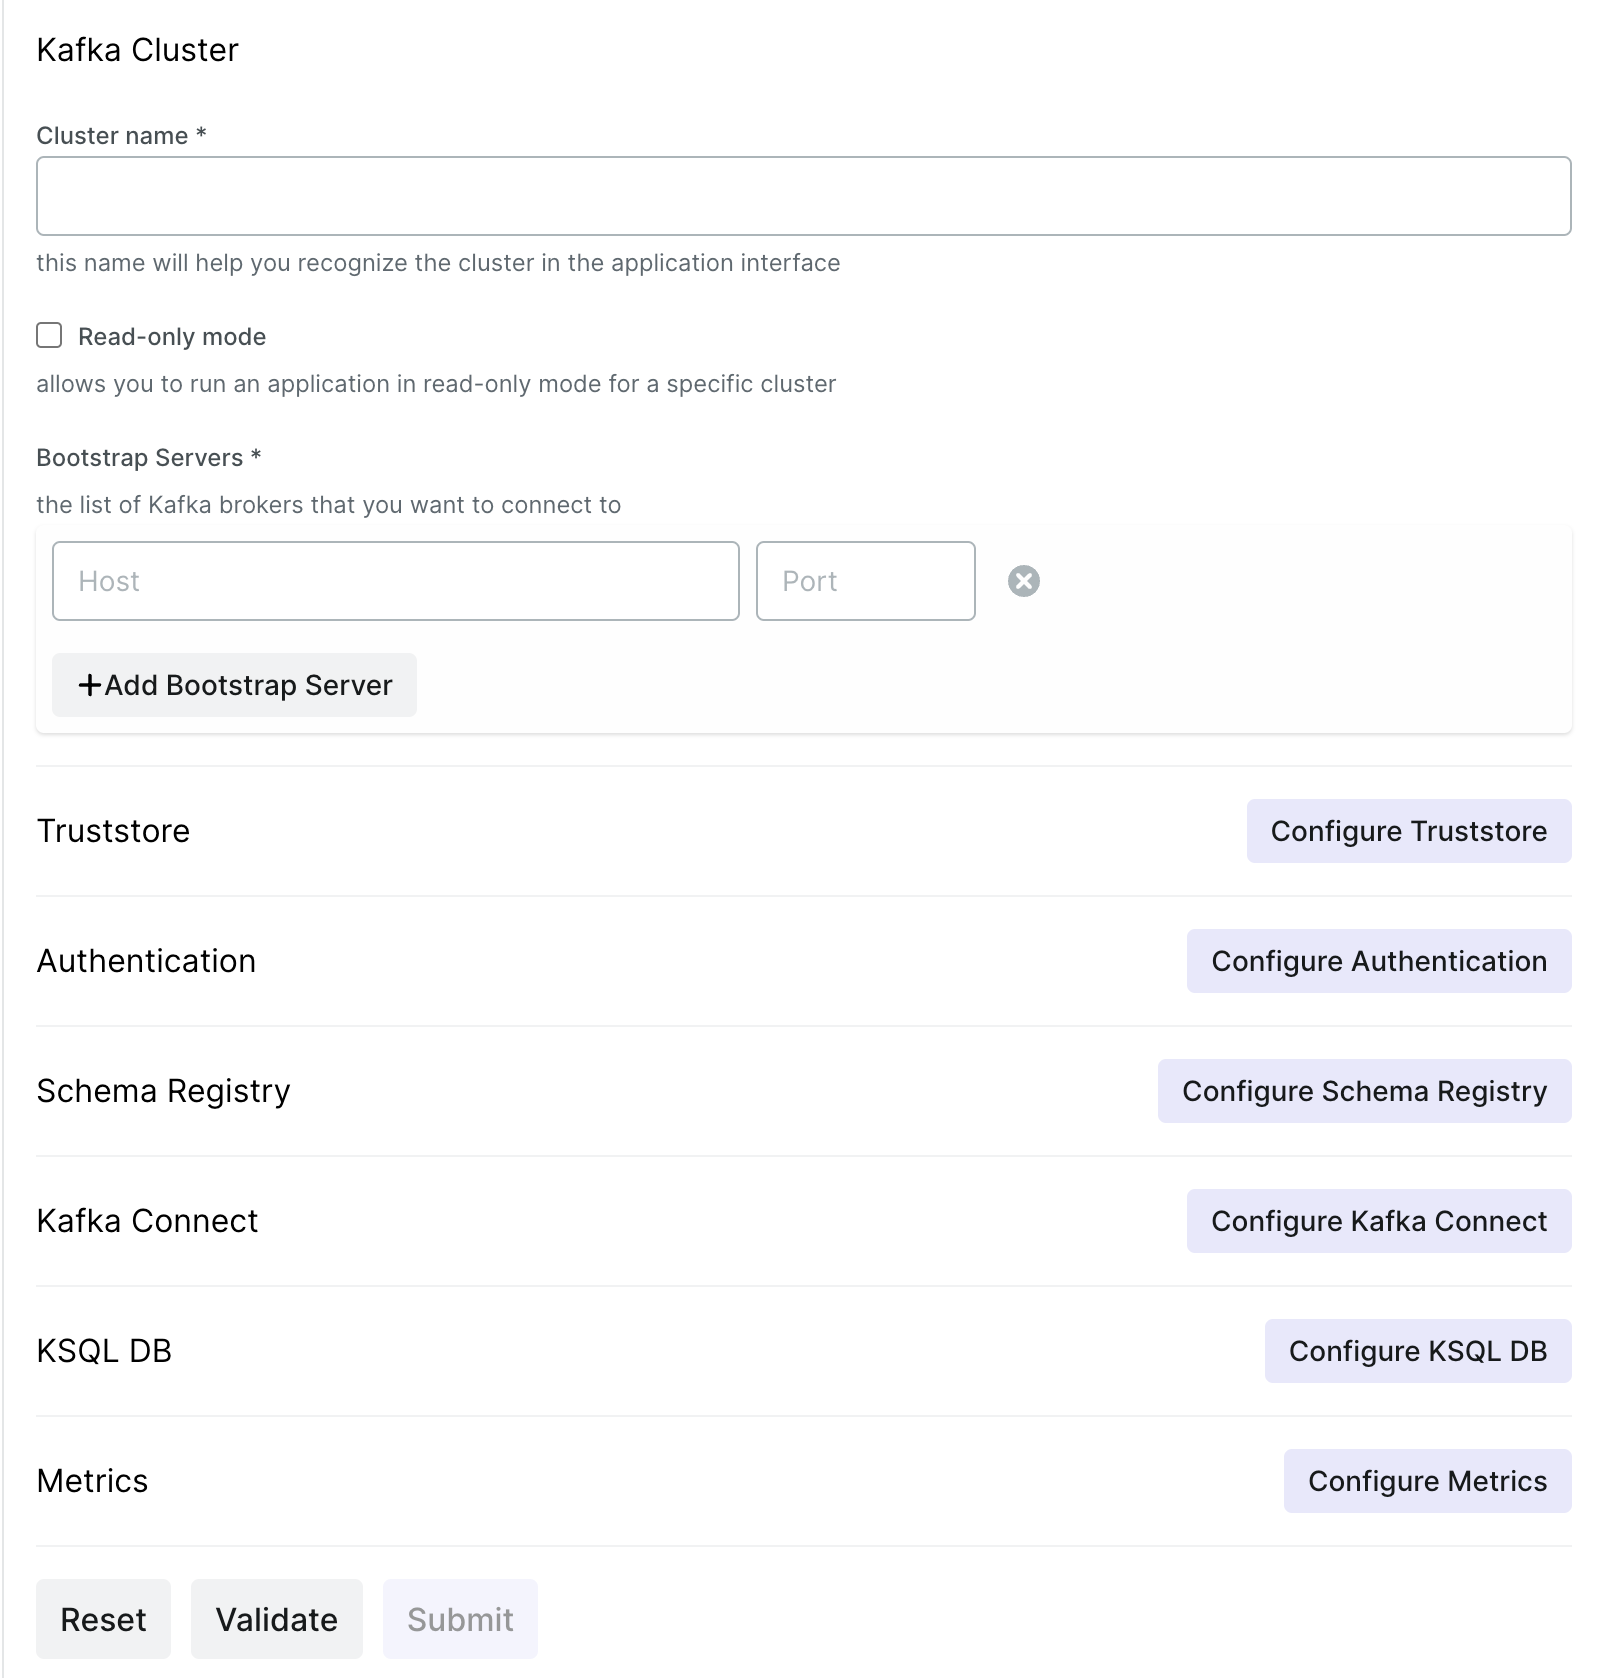 Kafka Cluster
Cluster name *
this name will help you recognize the cluster in the application interface
Read-only mode
allows you to run an application in read-only mode for a specific cluster
Bootstrap Servers *
the list of Kafka brokers that you want to connect to
Host Port
+Add Bootstrap Server
Truststore Configure Truststore
Authentication Configure Authentication
Schema Registry Configure Schema Registry
Kafka Connect Configure Kafka Connect
KSQL DB Configure KSQL DB
Metrics Configure Metrics
Reset Validate Submit